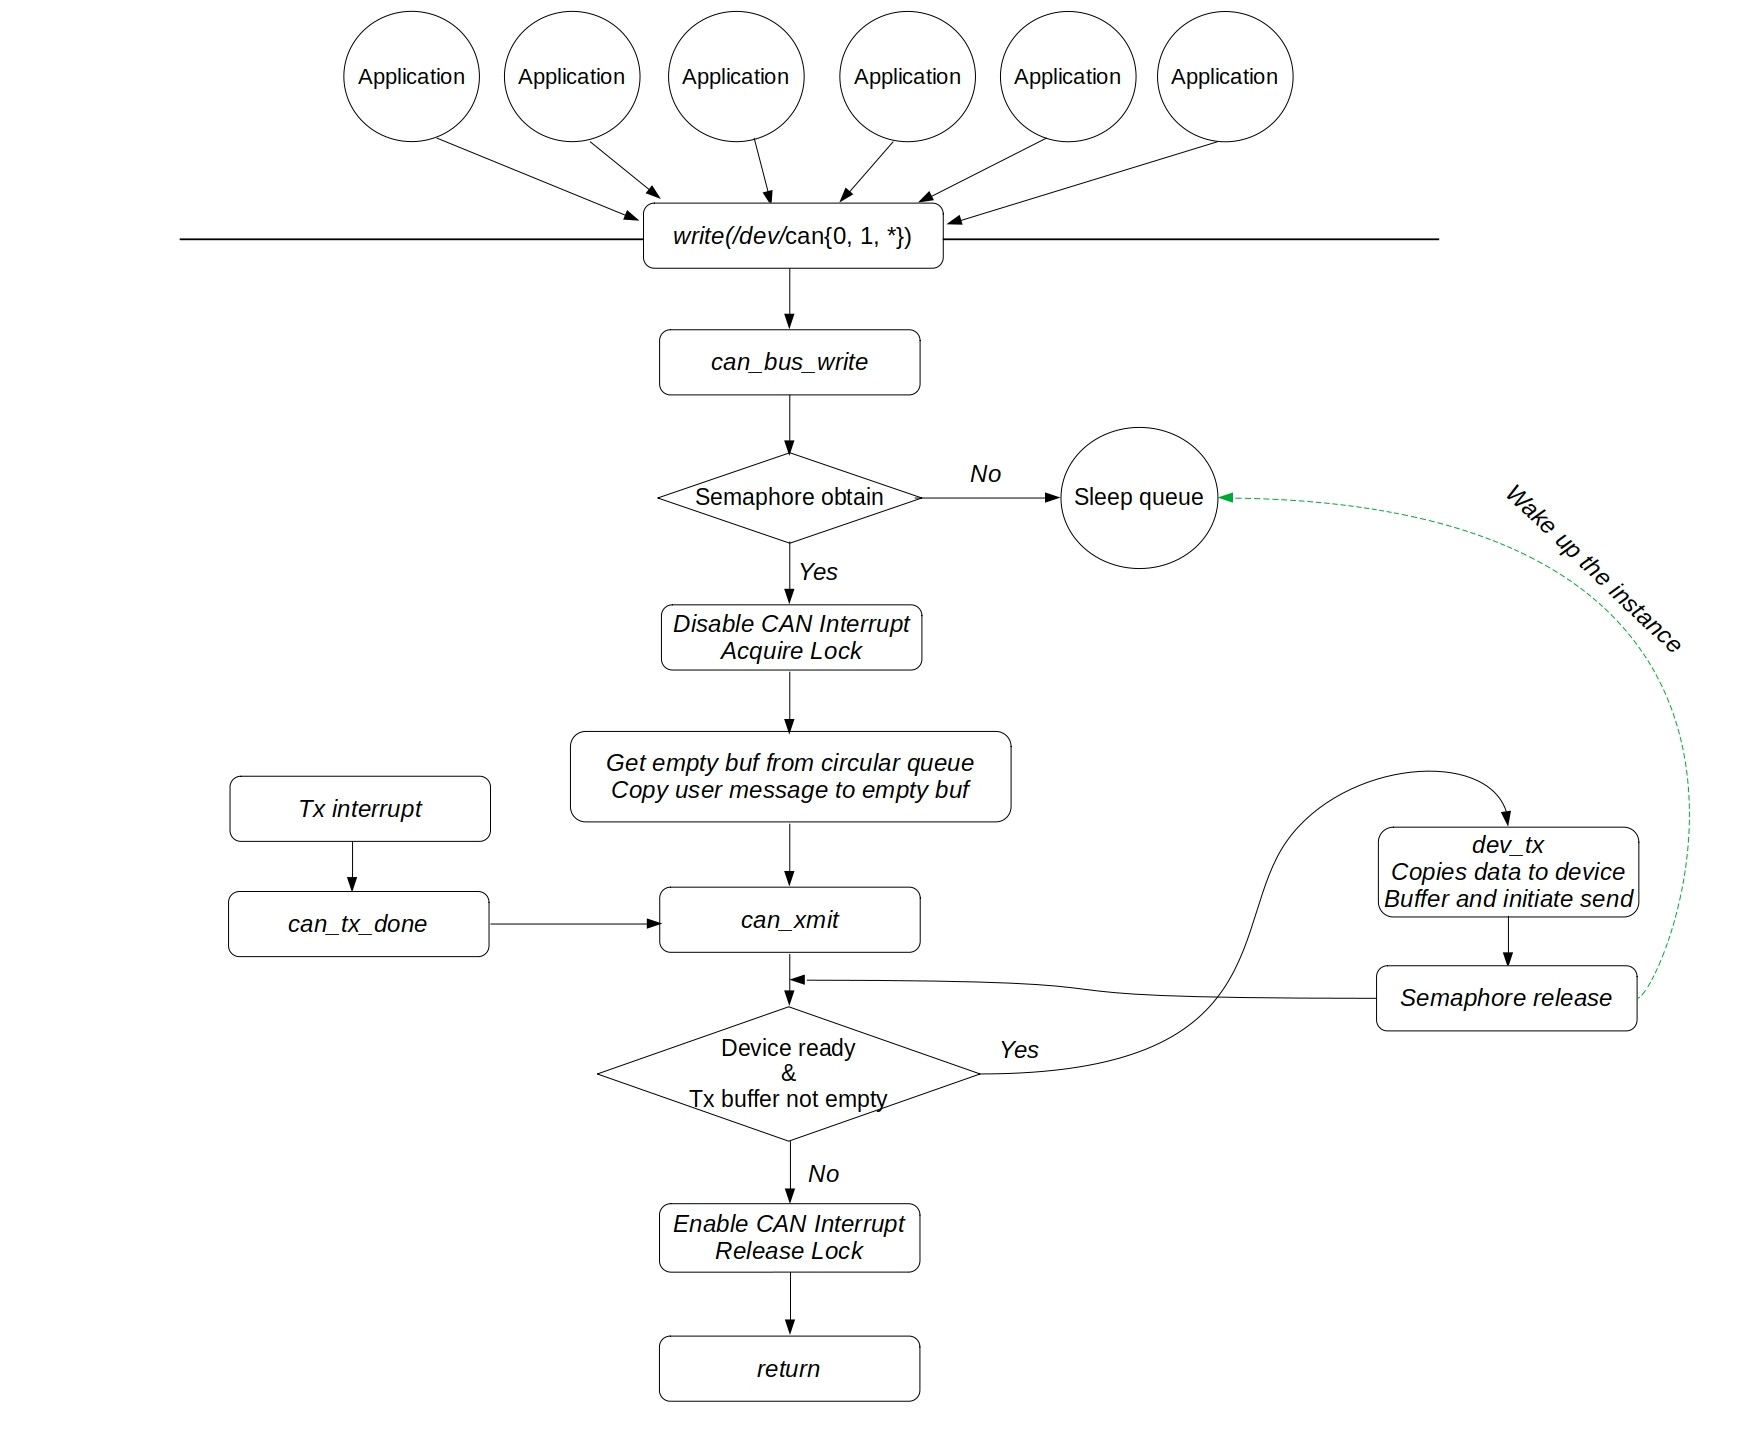 Application
Application
Application
Application
Application
Application
write(/dev/can{0, 1, *})
can_bus_write
Semaphore obtain
No
Sleep queue
Wake up the instance
Yes
Disable CAN Interrupt
Acquire Lock
Get empty buf from circular queue
Copy user message to empty buf
Tx interrupt
can_tx_done
can_xmit
dev_tx
Copies data to device
Buffer and initiate send
Semaphore release
Device ready
&
Tx buffer not empty
Yes
No
Enable CAN Interrupt
Release Lock
return